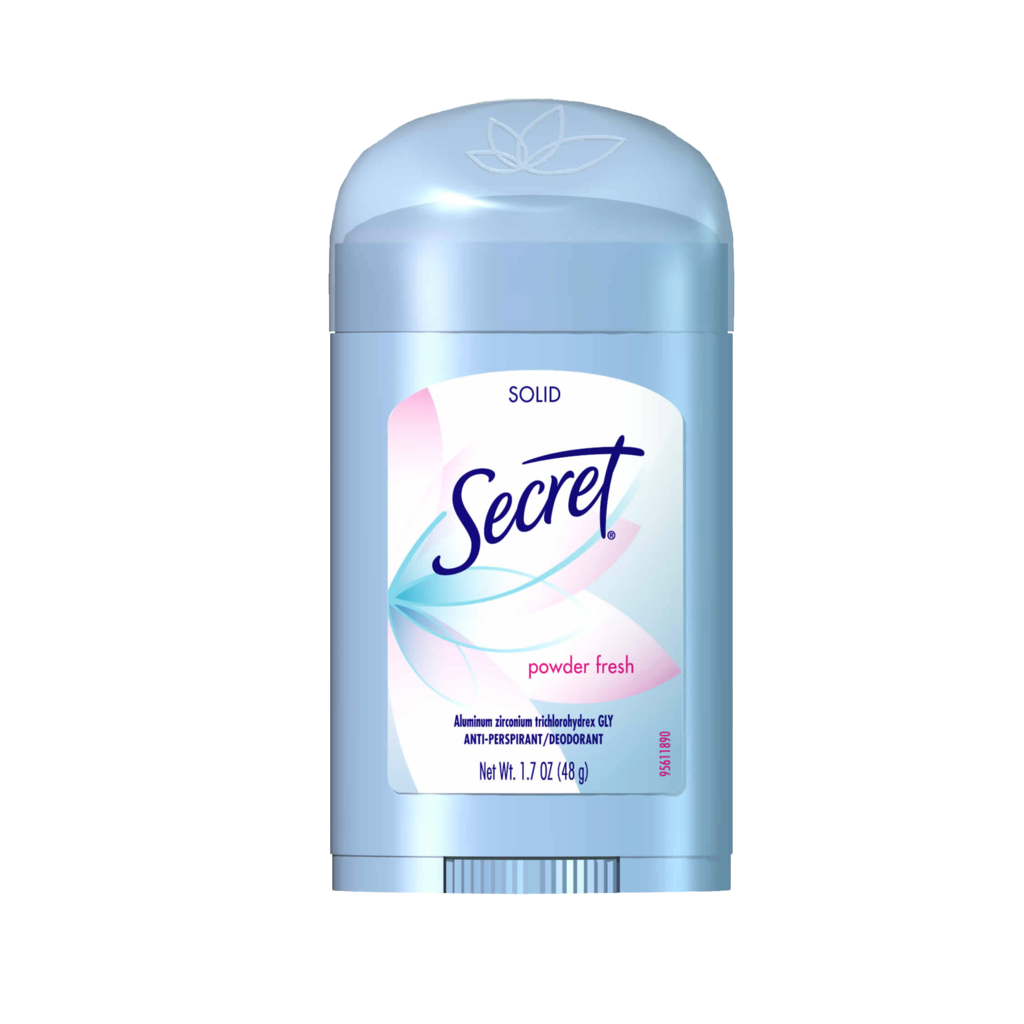 SOLID
Secret®
powder fresh
Aluminum zirconium trichlorohydrex GLY
ANTI-PERSPIRANT/DEODORANT
Net Wt. 1.7 OZ (48 g)
95611890